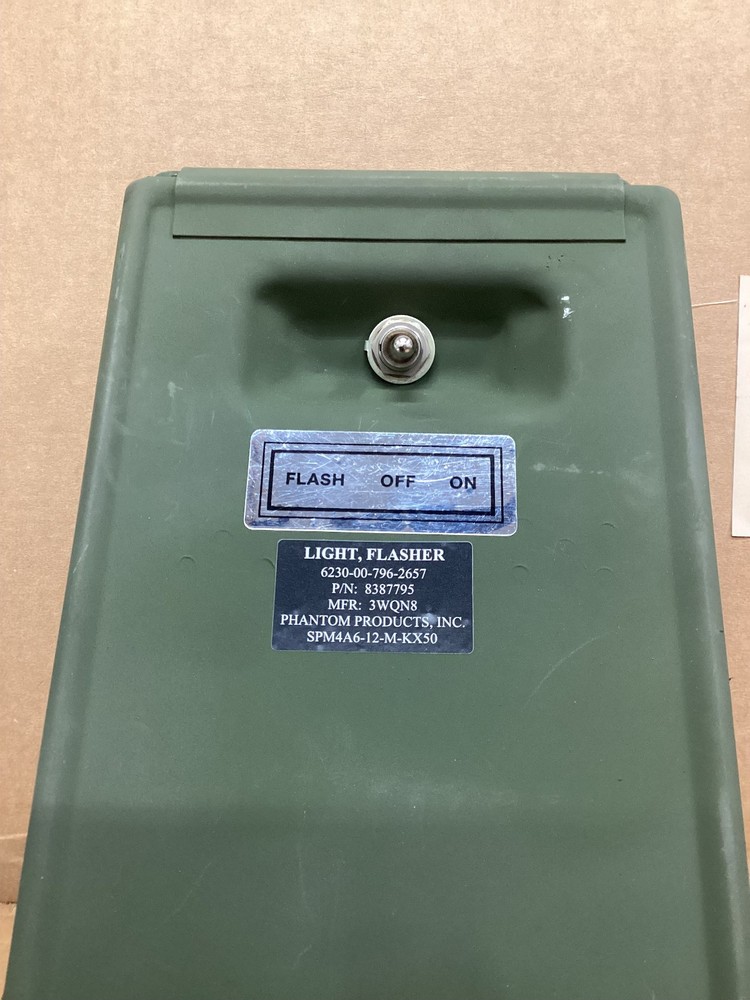 FLASH OFF ON
LIGHT, FLASHER
6230-00-796-2657
P/N: 8387795
MFR: 3WQN8
PHANTOM PRODUCTS, INC.
SPM4A6-12-M-KX50